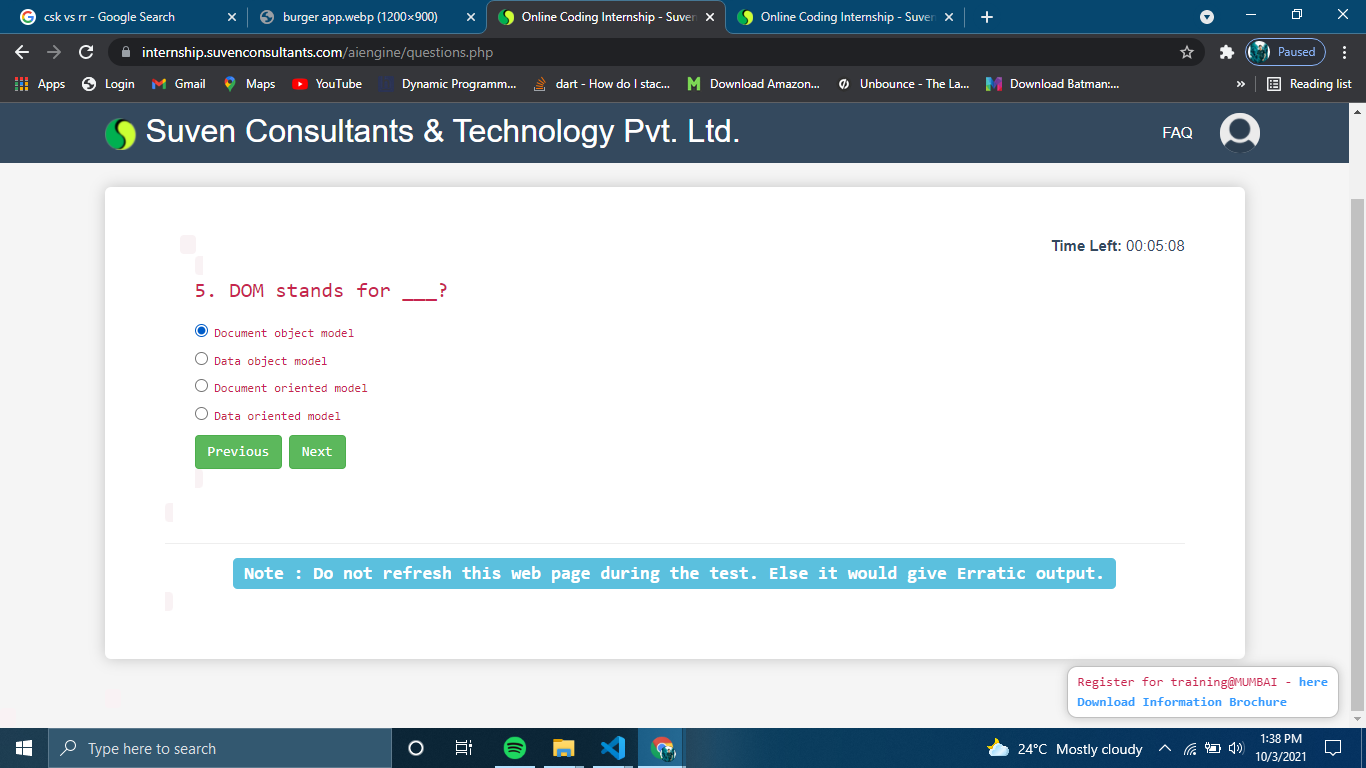 csk vs rr - Google Search
burger app.webp (1200×900)
Online Coding Internship - Suven
Online Coding Internship - Suven
internship.suvenconsultants.com/aiengine/questions.php
Paused
Apps
Login
Gmail
Maps
YouTube
Dynamic Programm...
dart - How do I stac...
Download Amazon...
Unbounce - The La...
Download Batman:...
»
Reading list
Suven Consultants & Technology Pvt. Ltd.
FAQ
Time Left: 00:05:08
5. DOM stands for ___?
Document object model
Data object model
Document oriented model
Data oriented model
Previous
Next
Note : Do not refresh this web page during the test. Else it would give Erratic output.
Register for training@MUMBAI - here
Download Information Brochure
Type here to search
24°C Mostly cloudy
1:38 PM
10/3/2021